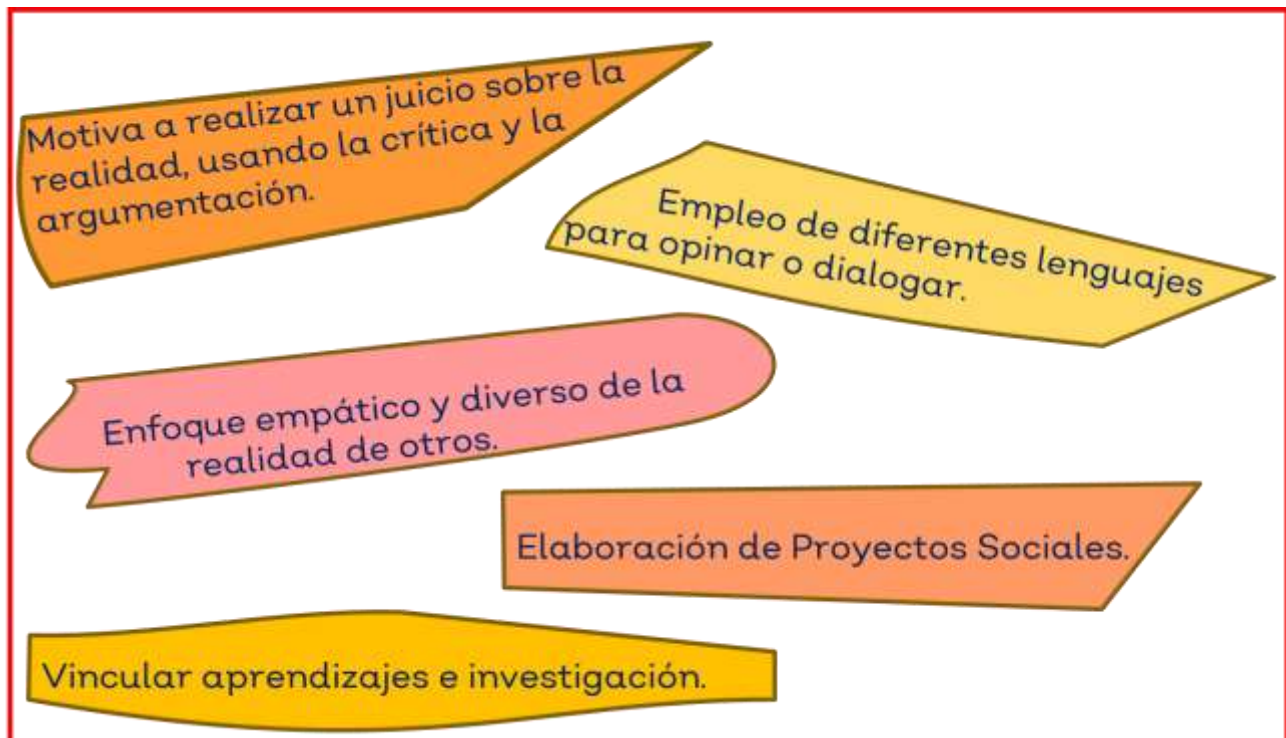 Motiva a realizar un juicio sobre la
realidad, usando la crítica y la
argumentación.
Empleo de diferentes lenguajes
para opinar o dialogar.
Enfoque empático y diverso de la
realidad de otros.
Elaboración de Proyectos Sociales.
Vincular aprendizajes e investigación.